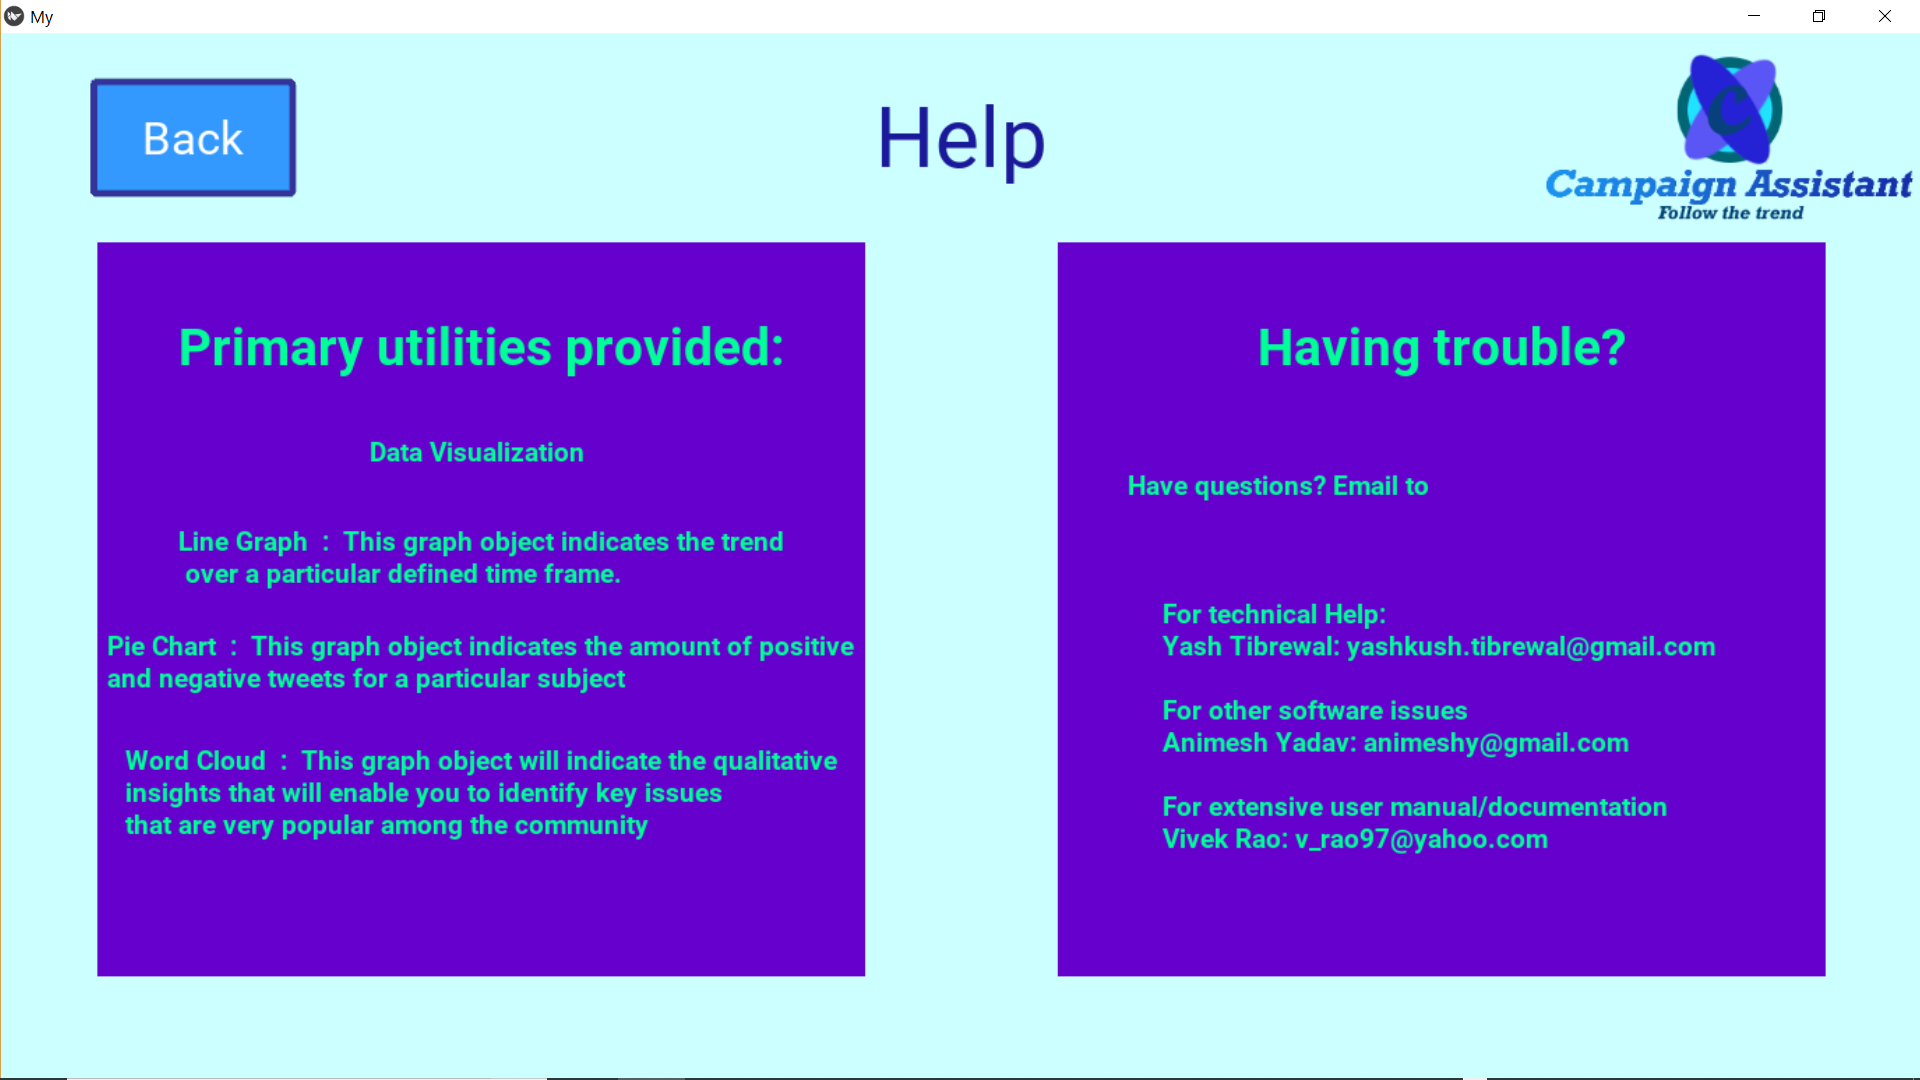 My
Back
Help
C
Campaign Assistant
Follow the trend
Primary utilities provided:
Data Visualization
Line Graph : This graph object indicates the trend
over a particular defined time frame.
Pie Chart : This graph object indicates the amount of positive
and negative tweets for a particular subject
Word Cloud : This graph object will indicate the qualitative
insights that will enable you to identify key issues
that are very popular among the community
Having trouble?
Have questions? Email to
For technical Help:
Yash Tibrewal: yashkush.tibrewal@gmail.com
For other software issues
Animesh Yadav: animeshy@gmail.com
For extensive user manual/documentation
Vivek Rao: v_rao97@yahoo.com